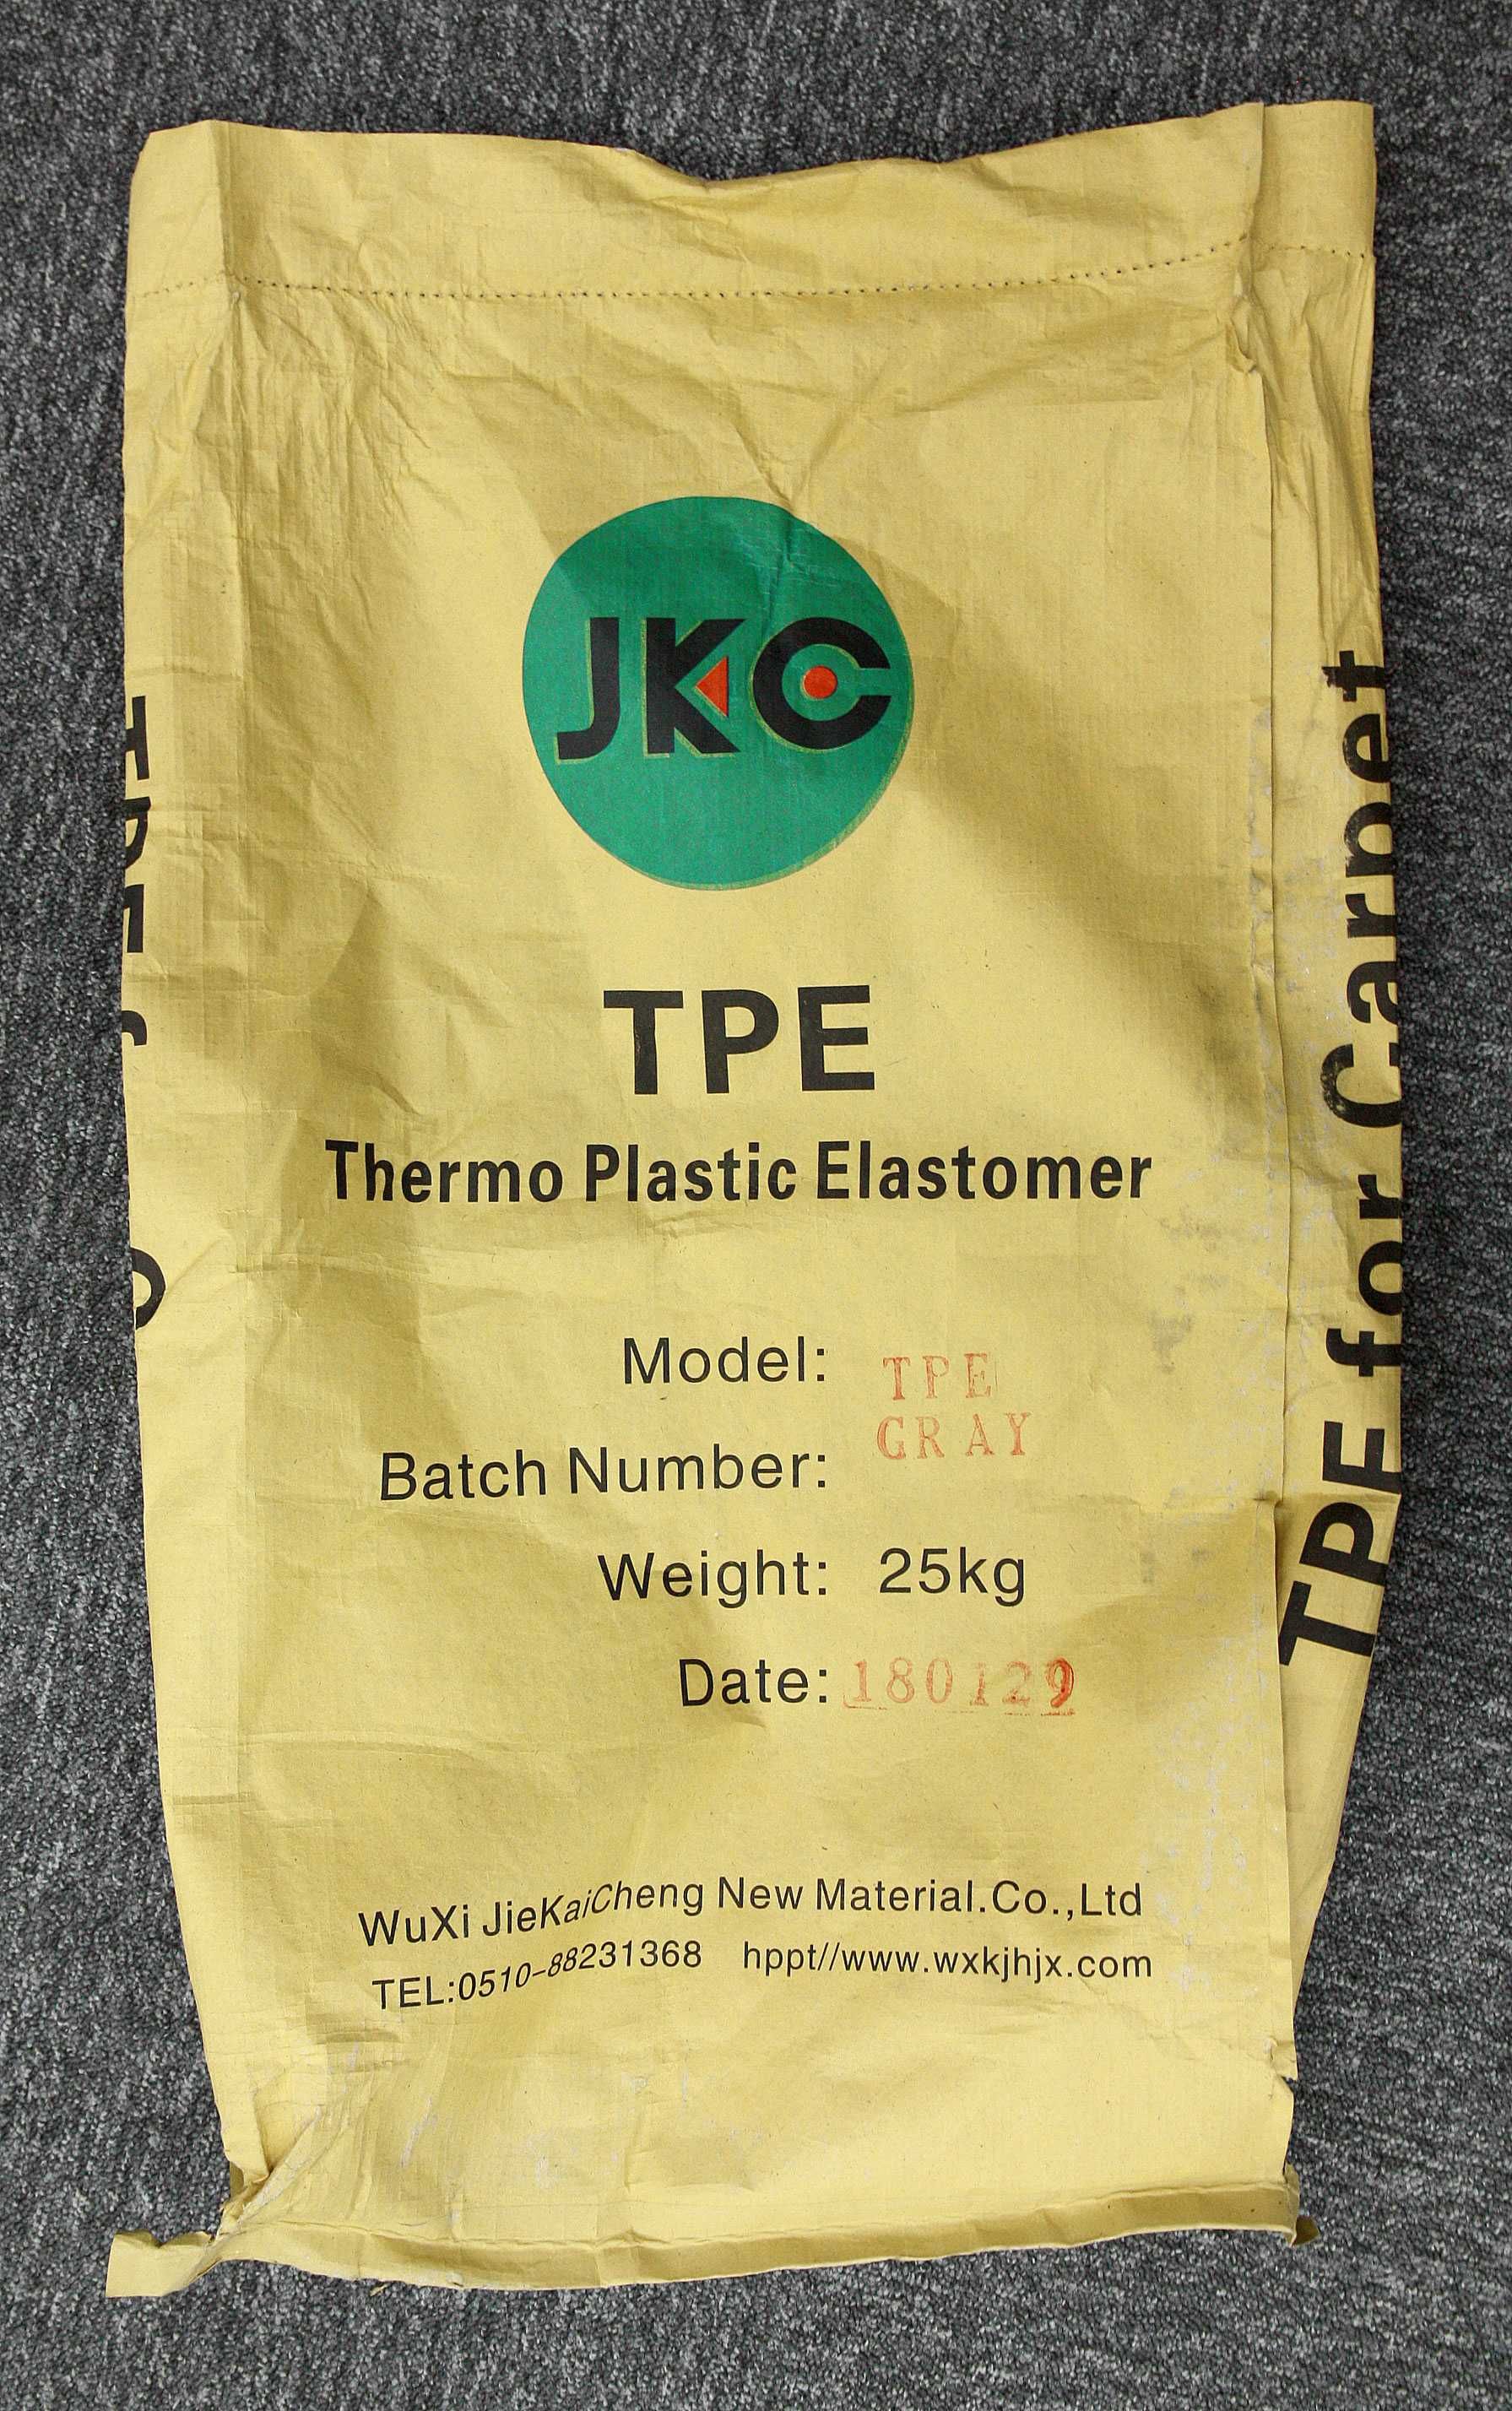 JKC
TPE
Thermo Plastic Elastomer
Model: TPE
GRAY
Batch Number:
Weight: 25kg
Date: 180129
WuXi JieKaiCheng New Material.Co.,Ltd
TEL:0510-88231368 hppt//www.wxkjhjx.com
TPE for Carpet